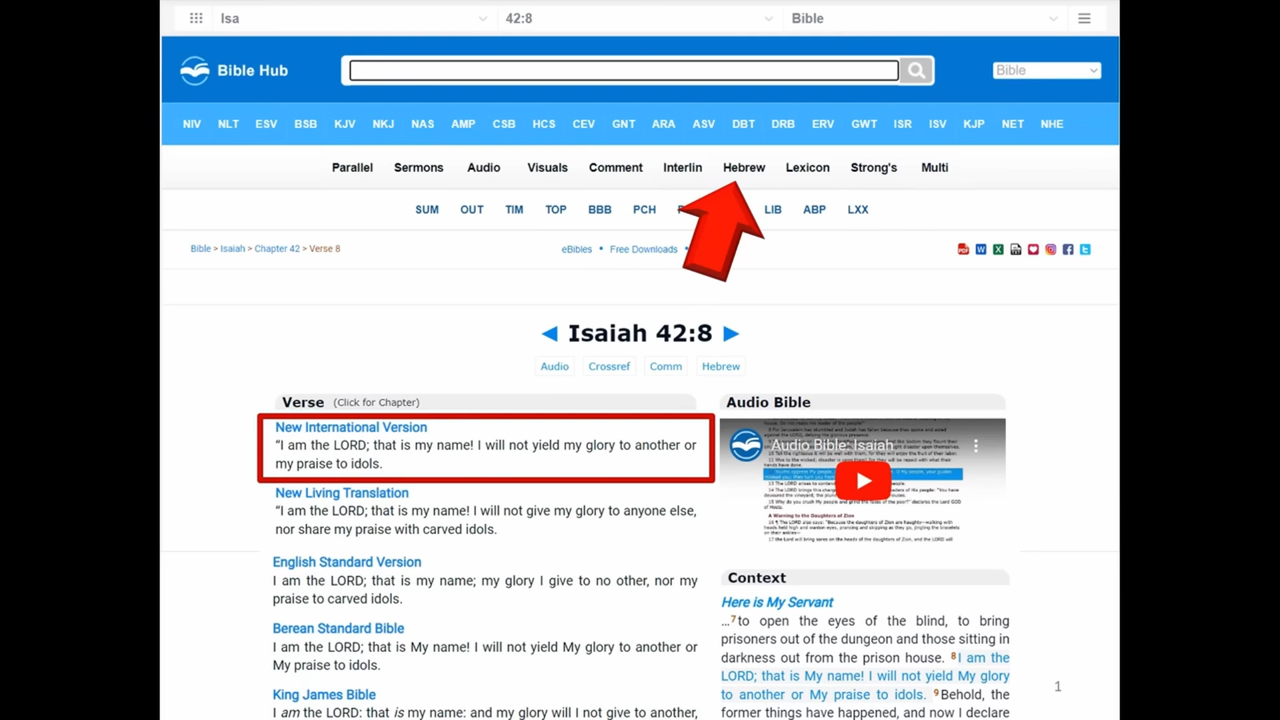 Isa 42:8 Bible
Bible Hub Bible
NIV NLT ESV BSB KJV NKJ NAS AMP CSB HCS CEV GNT ARA ASV DBT DRB ERV GWT ISR ISV KJP NET NHE
Parallel Sermons Audio Visuals Comment Interlin Hebrew Lexicon Strong's Multi
SUM OUT TIM TOP BBB PCH LIB ABP LXX
Bible > Isaiah > Chapter 42 > Verse 8
eBibles • Free Downloads •
Isaiah 42:8
Audio Crossref Comm Hebrew
Verse (Click for Chapter)
New International Version
“I am the LORD; that is my name! I will not yield my glory to another or
my praise to idols.
New Living Translation
“I am the LORD; that is my name! I will not give my glory to anyone else,
nor share my praise with carved idols.
English Standard Version
I am the LORD; that is my name; my glory I give to no other, nor my
praise to carved idols.
Berean Standard Bible
I am the LORD; that is My name! I will not yield My glory to another or
My praise to idols.
King James Bible
I am the LORD: that is my name: and my glory will I not give to another,
Audio Bible
Audio Bible: Isaiah
A Warning to the Daughters of Zion
Context
Here is My Servant
…7to open the eyes of the blind, to bring
prisoners out of the dungeon and those sitting in
darkness out from the prison house. 8I am the
LORD; that is My name! I will not yield My glory
to another or My praise to idols. 9Behold, the
former things have happened, and now I declare
1